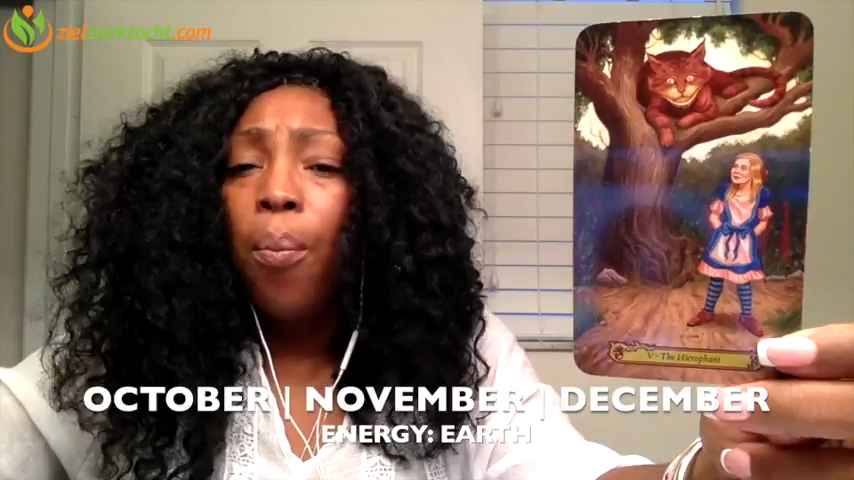 zielzoektocht.com
V - The Hierophant
OCTOBER | NOVEMBER | DECEMBER
ENERGY: EARTH